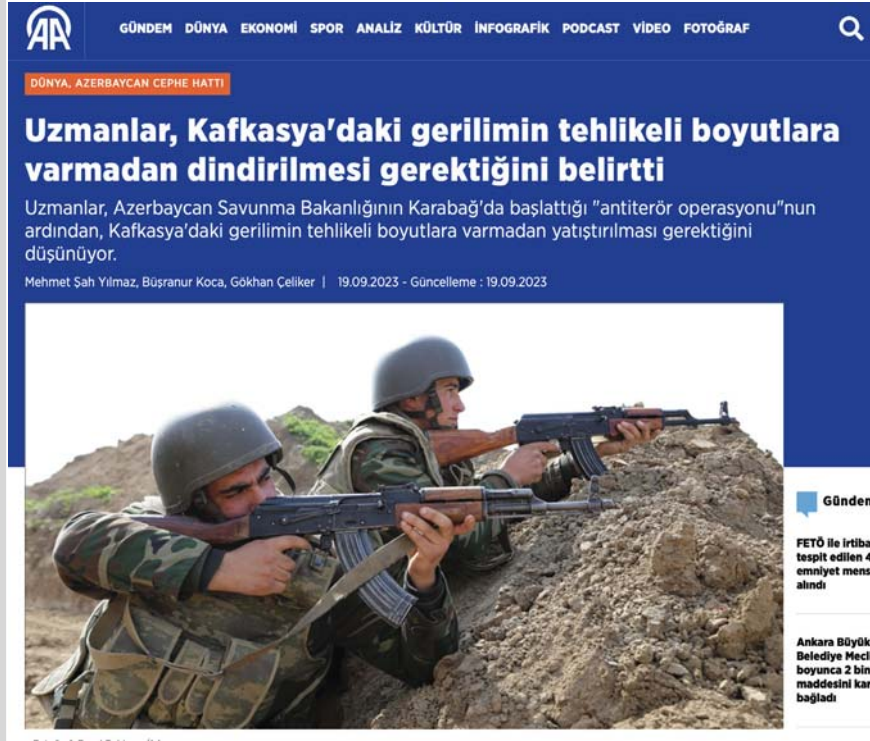 AA
GÜNDEM DÜNYA EKONOMİ SPOR ANALİZ KÜLTÜR İNFOGRAFİK PODCAST VİDEO FOTOĞRAF
DÜNYA, AZERBAYCAN CEPHE HATTI
Uzmanlar, Kafkasya'daki gerilimin tehlikeli boyutlara
varmadan dindirilmesi gerektiğini belirtti
Uzmanlar, Azerbaycan Savunma Bakanlığının Karabağ'da başlattığı "antiterör operasyonu"nun
ardından, Kafkasya'daki gerilimin tehlikeli boyutlara varmadan yatıştırılması gerektiğini
düşünüyor.
Mehmet Şah Yılmaz, Büşranur Koca, Gökhan Çeliker | 19.09.2023 - Güncelleme : 19.09.2023
Günden
FETÖ ile irtiba
tespit edilen 4
emniyet mens
alındı
Ankara Büyük
Belediye Mecli
boyunca 2 bin
maddesini kar
bağladı